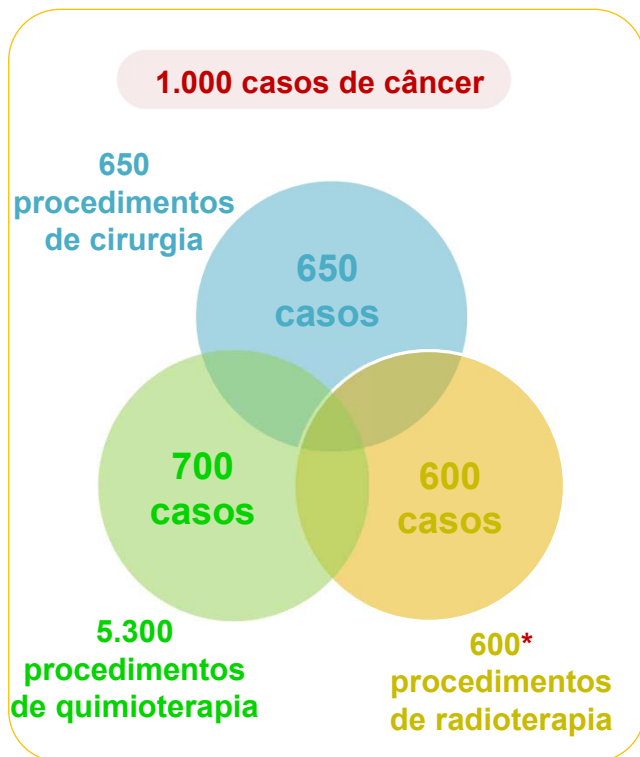 1.000 casos de câncer
650
procedimentos
de cirurgia
650
casos
700
casos
600
casos
5.300
procedimentos
de quimioterapia
600*
procedimentos
de radioterapia